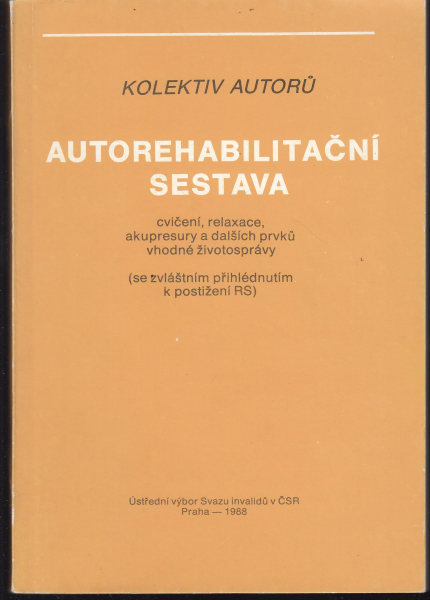 KOLEKTIV AUTORŮ
AUTOREHABILITAČNÍ
SESTAVA
cvičení, relaxace,
akupresury a dalších prvků
vhodné životosprávy
(se zvláštním přihlédnutím
k postižení RS)
Ústřední výbor Svazu invalidů v ČSR
Praha — 1988